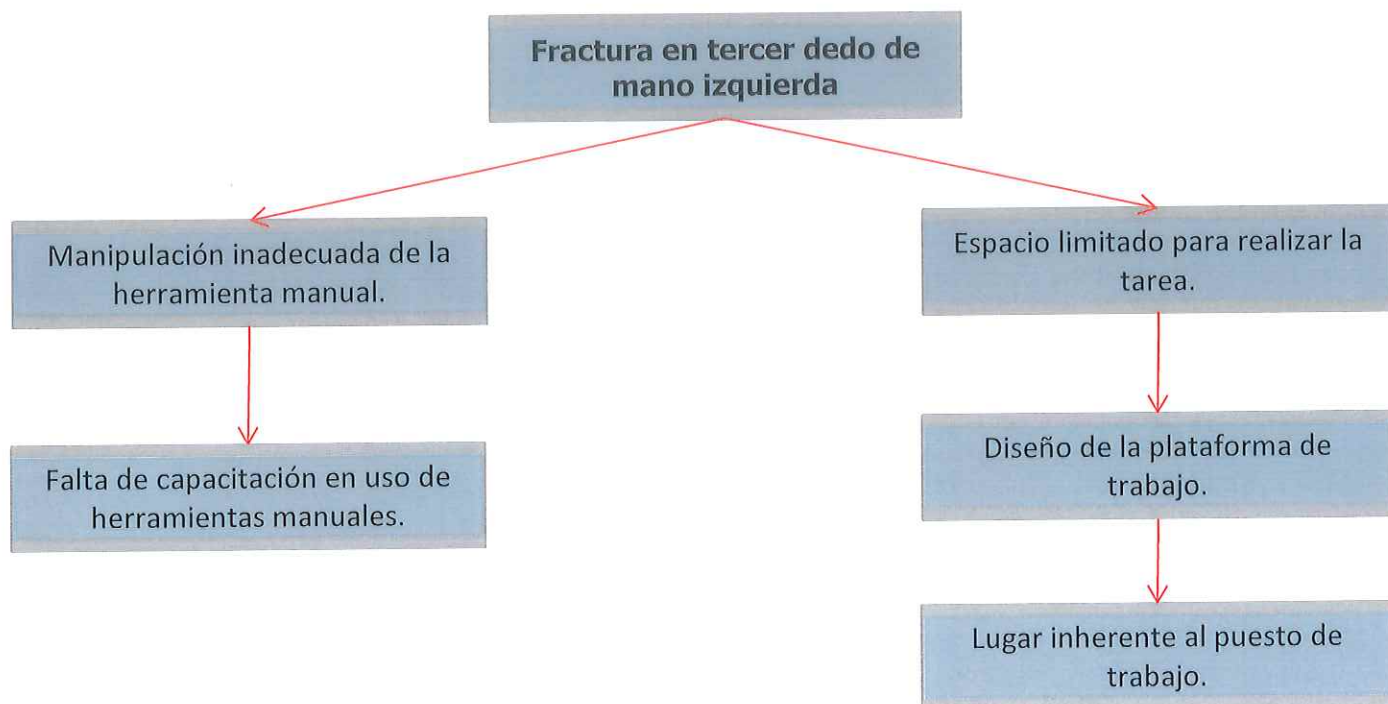 Fractura en tercer dedo de
mano izquierda
Manipulación inadecuada de la
herramienta manual.
Espacio limitado para realizar la
tarea.
Falta de capacitación en uso de
herramientas manuales.
Diseño de la plataforma de
trabajo.
Lugar inherente al puesto de
trabajo.